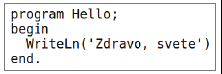 program Hello;
begin
  WriteLn('Zdravo, svete')
end.